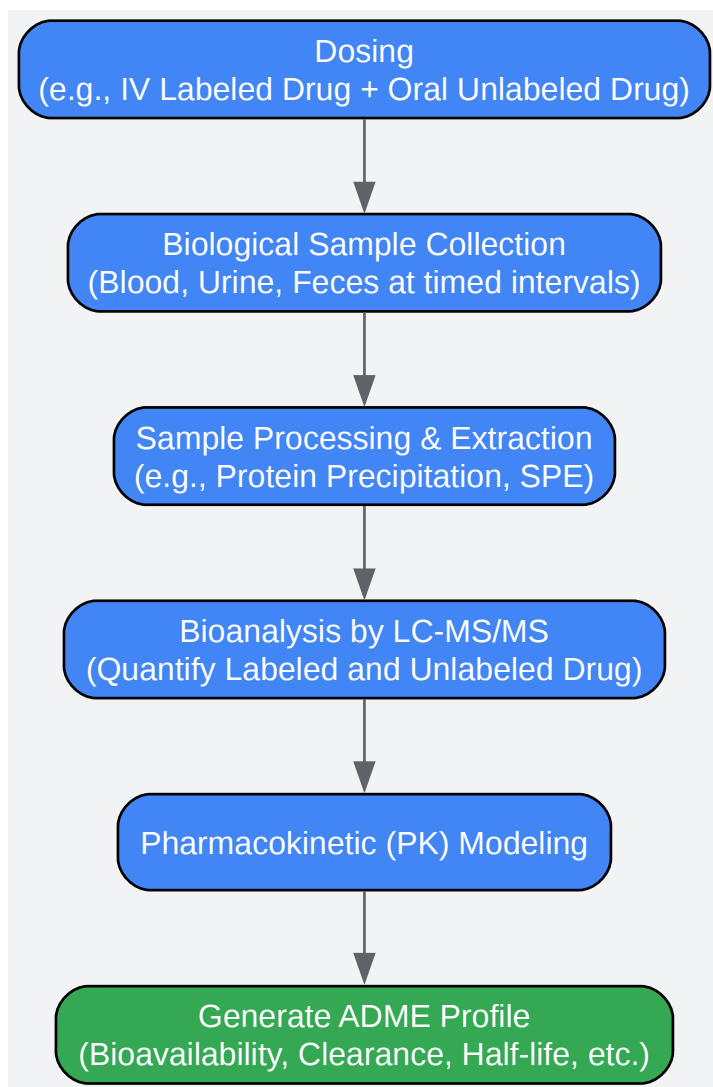 Dosing
(e.g., IV Labeled Drug + Oral Unlabeled Drug)
Biological Sample Collection
(Blood, Urine, Feces at timed intervals)
Sample Processing & Extraction
(e.g., Protein Precipitation, SPE)
Bioanalysis by LC-MS/MS
(Quantify Labeled and Unlabeled Drug)
Pharmacokinetic (PK) Modeling
Generate ADME Profile
(Bioavailability, Clearance, Half-life, etc.)